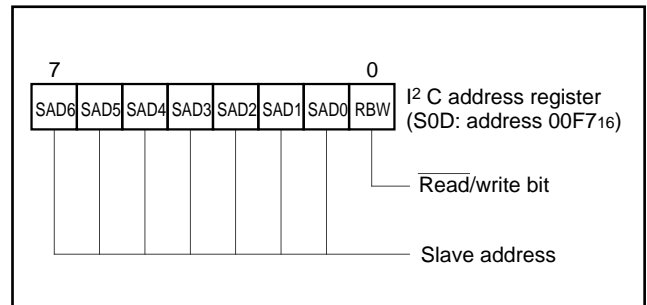 7 0
SAD6 SAD5 SAD4 SAD3 SAD2 SAD1 SAD0 RBW
I² C address register
(S0D: address 00F7₁₆)
R̅e̅a̅d̅/write bit
Slave address